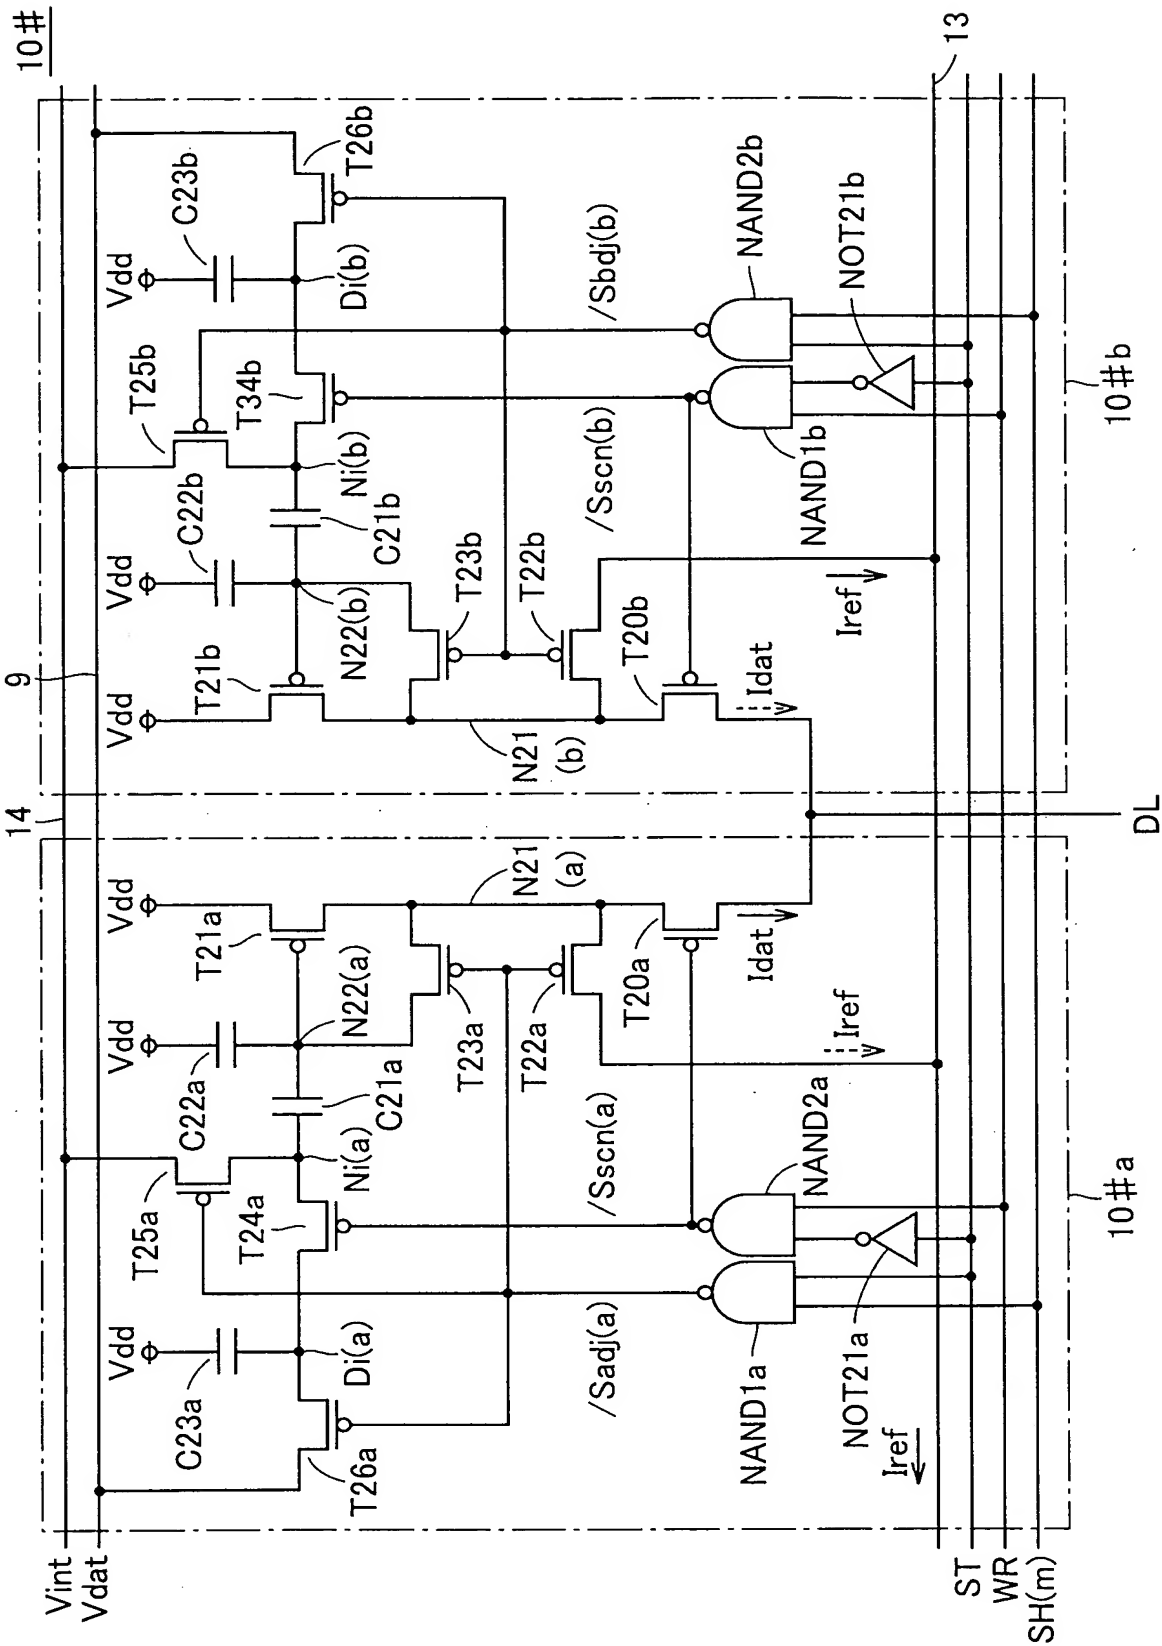 10#
14
9
Vint
Vdat
Vdd
Vdd
Vdd
Vdd
Vdd
Vdd
C23a
T25a
C22a
T21a
T21b
C22b
T25b
C23b
T26b
T26a
Di(a)
T24a
Ni(a)
C21a
N22(a)
N22(b)
C21b
Ni(b)
T34b
Di(b)
T23a
N21
(a)
N21
(b)
T23b
T22a
T22b
/Sadj(a)
/Sscn(a)
T20a
T20b
/Sscn(b)
/Sbdj(b)
Idat
Idat
Iref
Iref
NAND1a
NAND2a
NOT21a
NAND1b
NAND2b
NOT21b
Iref
13
ST
WR
SH(m)
10#a
DL
10#b